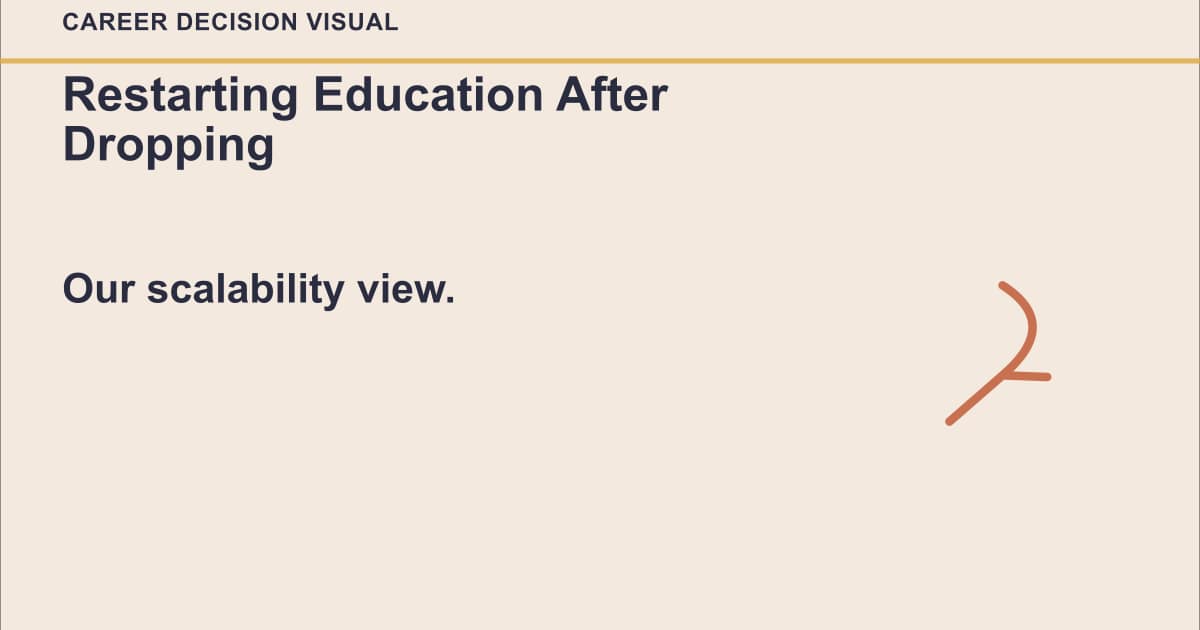 CAREER DECISION VISUAL
Restarting Education After
Dropping
Our scalability view.